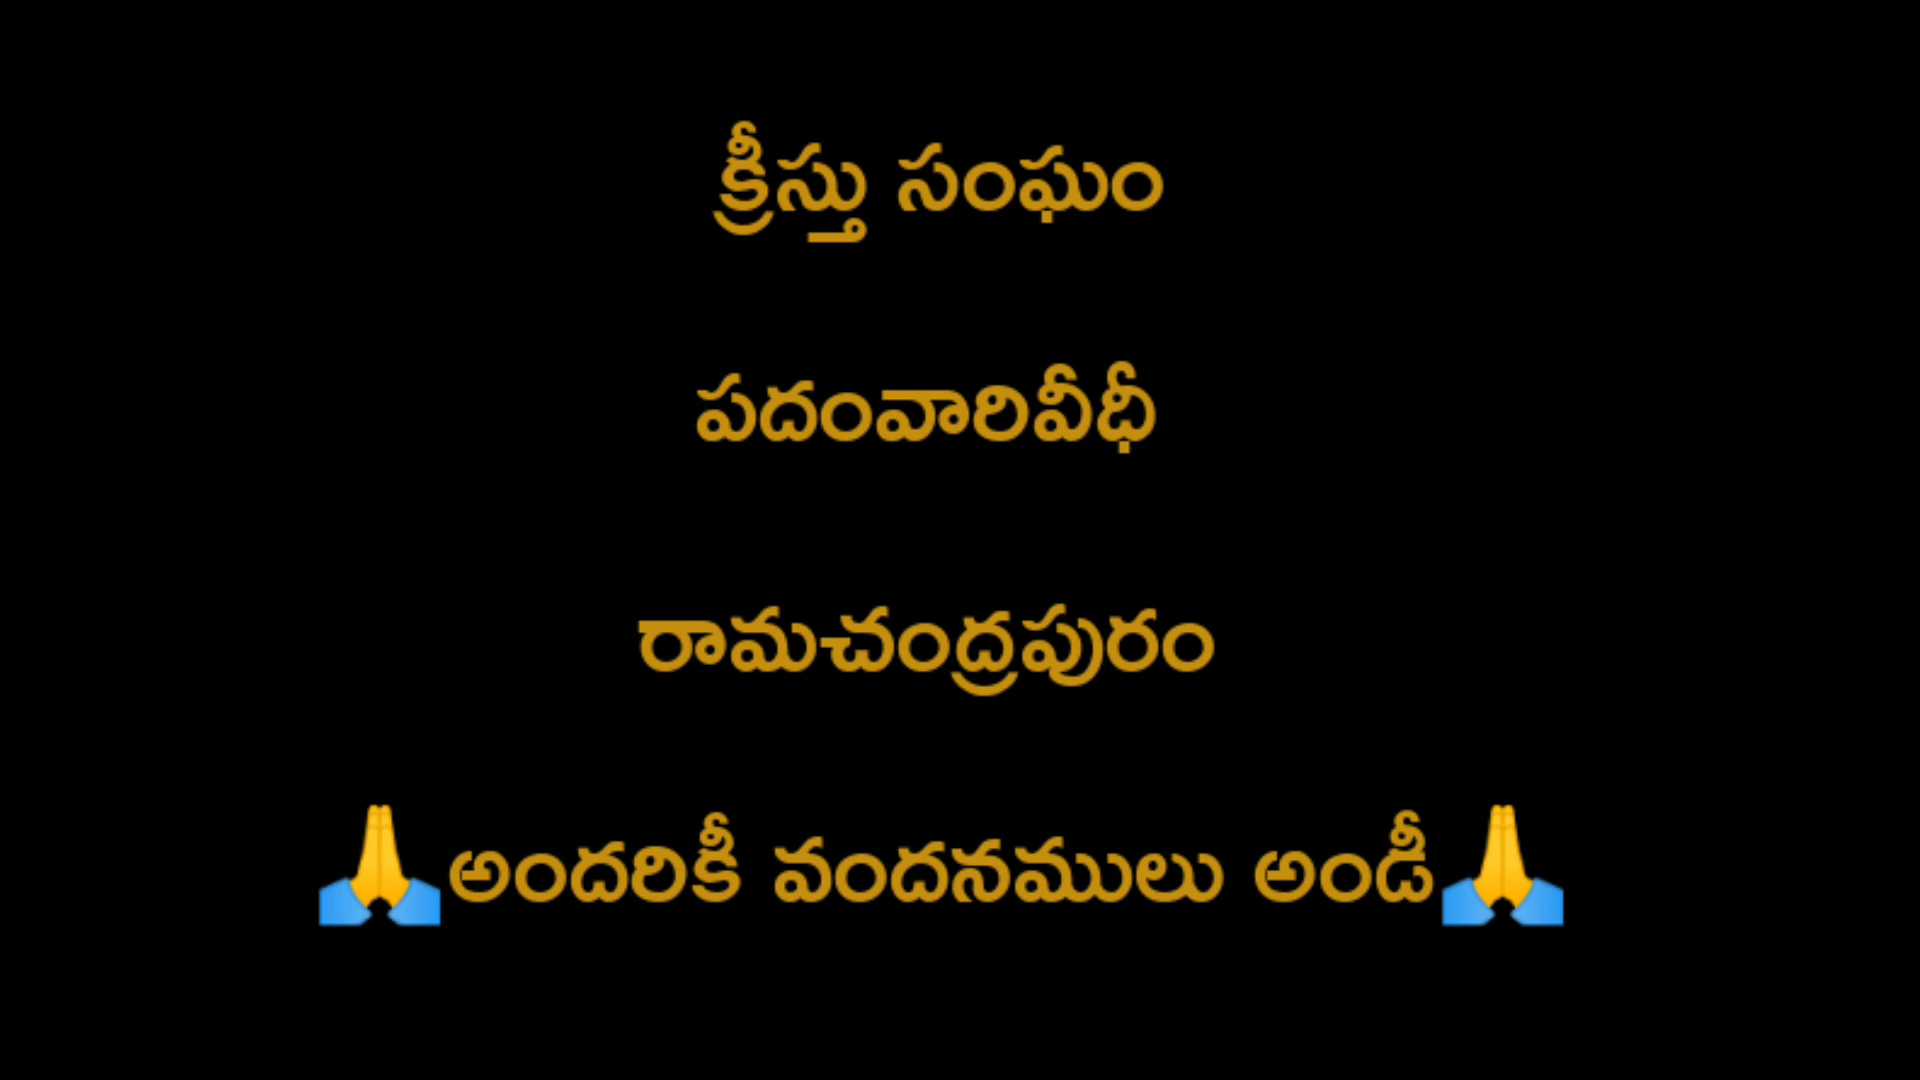 క్రీస్తు సంఘం
పదంవారివీధీ
రామచంద్రపురం
🙏అందరికీ వందనములు అండీ🙏